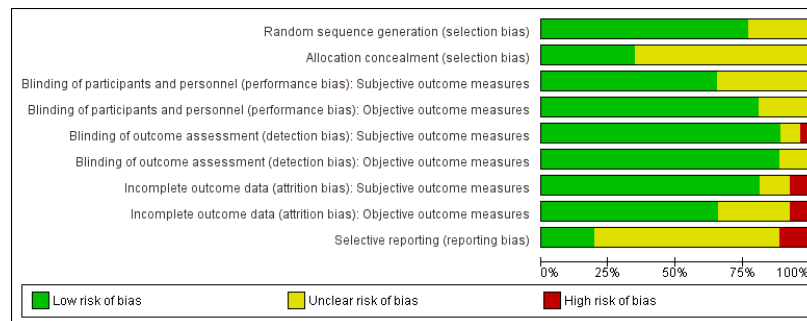 Random sequence generation (selection bias)
Allocation concealment (selection bias)
Blinding of participants and personnel (performance bias): Subjective outcome measures
Blinding of participants and personnel (performance bias): Objective outcome measures
Blinding of outcome assessment (detection bias): Subjective outcome measures
Blinding of outcome assessment (detection bias): Objective outcome measures
Incomplete outcome data (attrition bias): Subjective outcome measures
Incomplete outcome data (attrition bias): Objective outcome measures
Selective reporting (reporting bias)
0% 25% 50% 75% 100%
Low risk of bias Unclear risk of bias High risk of bias